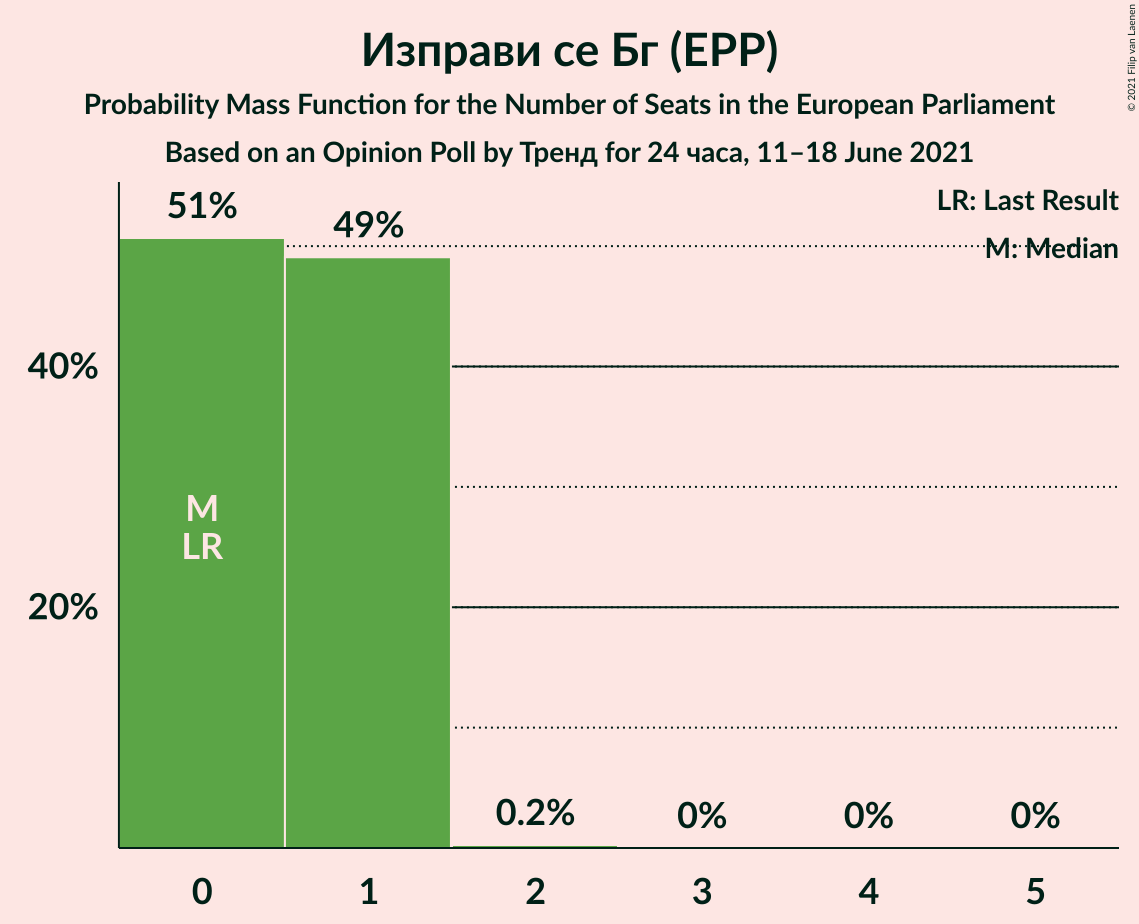 Изправи се Бг (EPP)
Probability Mass Function for the Number of Seats in the European Parliament
Based on an Opinion Poll by Тренд for 24 часа, 11–18 June 2021
© 2021 Filip van Laenen
LR: Last Result
M: Median
51%
49%
40%
20%
M
LR
0.2%
0%
0%
0%
0
1
2
3
4
5